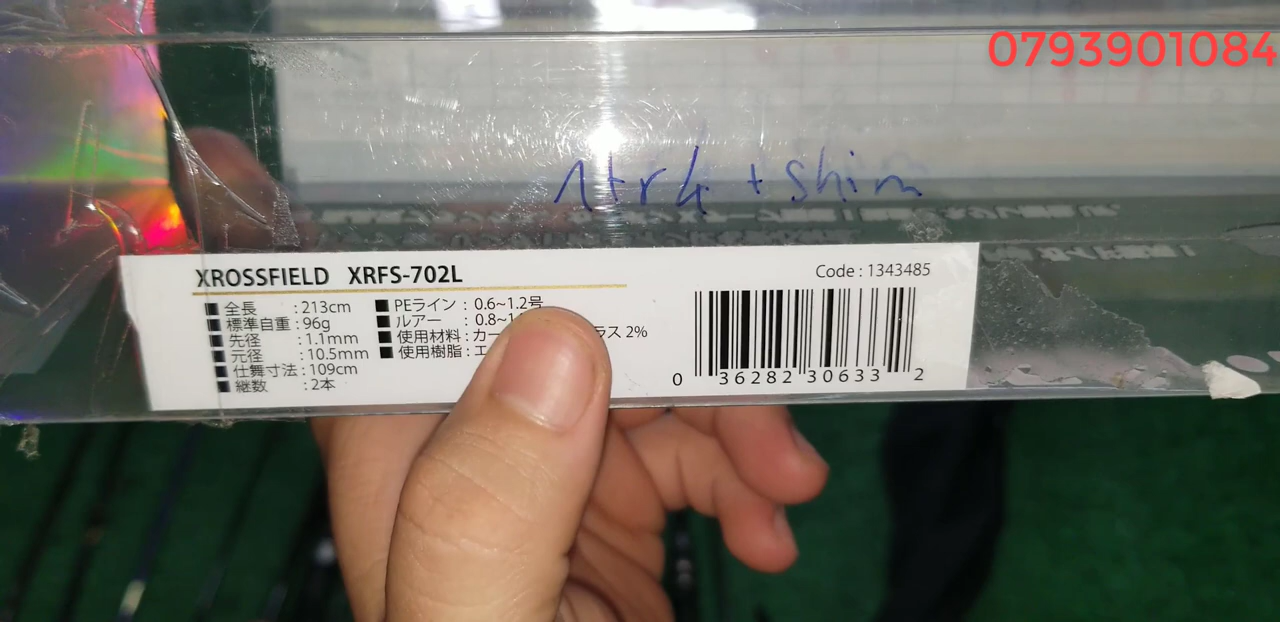 0793901084
1tr4 + shim
XROSSFIELD XRFS-702L
Code : 1343485
■ 全長 : 213cm
■ 標準自重 : 96g
■ 先径 : 1.1mm
■ 元径 : 10.5mm
■ 仕舞寸法 : 109cm
■ 継数 : 2本
■ PEライン : 0.6~1.2号
■ ルアー : 0.8~1
■ 使用材料 : カー ラス 2%
■ 使用樹脂 : エ
0 36282 30633 2